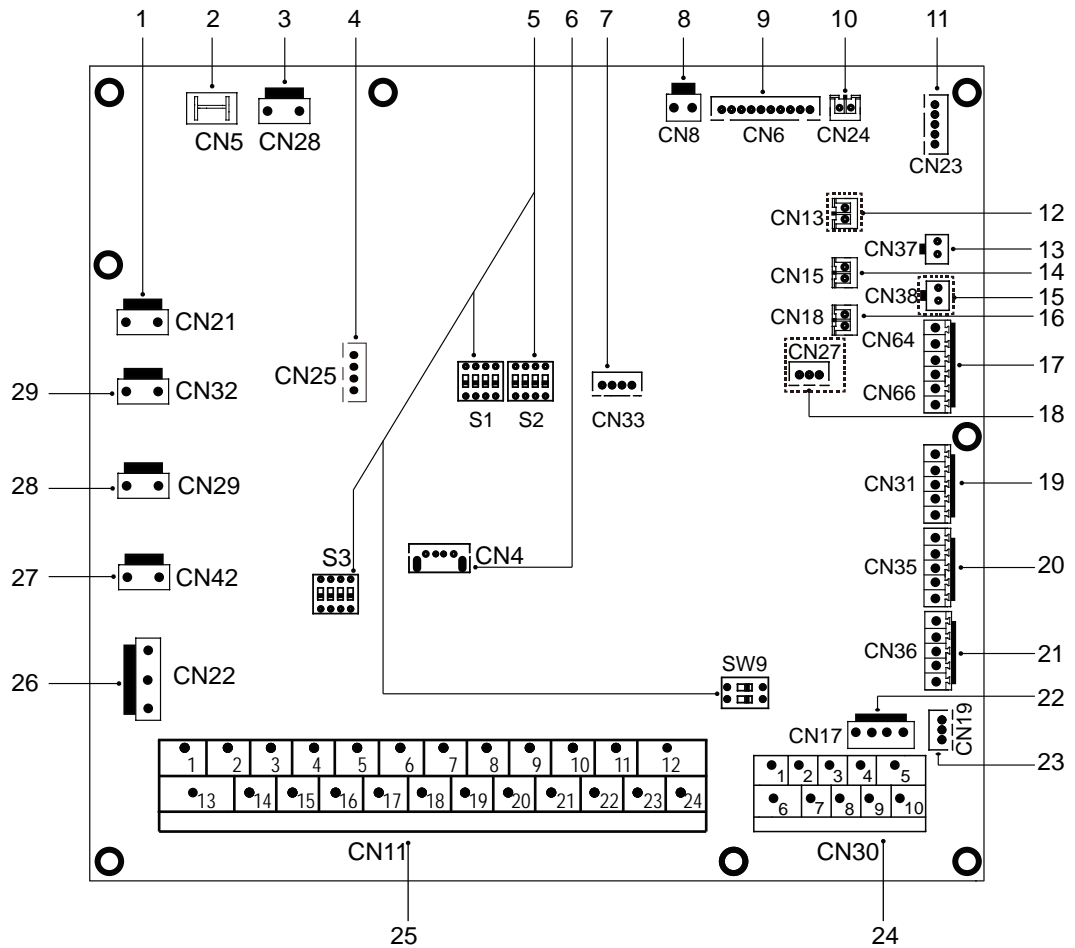 1 2 3 4 5 6 7 8 9 10 11
CN5 CN28 CN8 CN6 CN24
CN23
CN13 12
CN37 13
CN15 14
CN38 15
CN18 16
CN21 CN64
CN27
CN25 17
29 CN32 CN66
S1 S2 CN33 18
28 CN29 CN31 19
S3 CN4
27 CN42 CN35 20
CN36 21
26 CN22 SW9
22
CN17 CN19
23
1 2 3 4 5 6 7 8 9 10 11 12
1 2 3 4 5
13 14 15 16 17 18 19 20 21 22 23 24
6 7 8 9 10
CN11 CN30
25 24